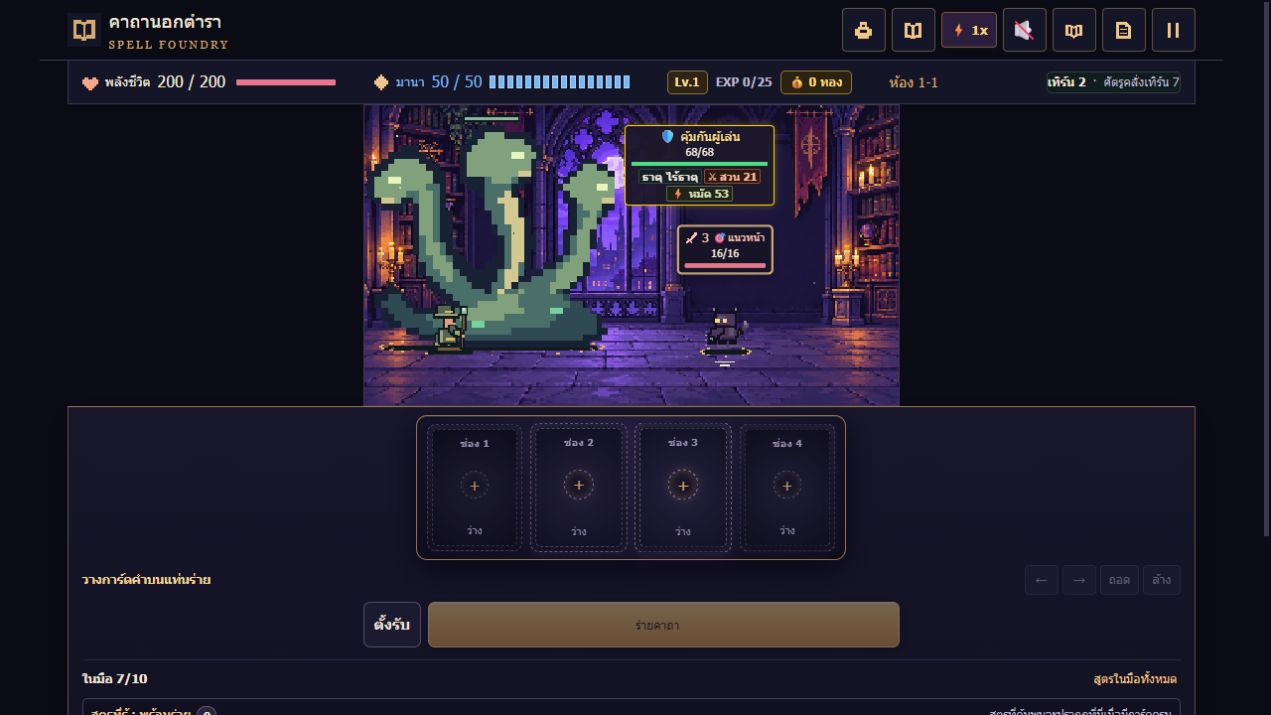 คาถานอกตำรา
SPELL FOUNDRY
1x
พลังชีวิต 200 / 200
มานา 50 / 50
Lv.1
EXP 0/25
0 ทอง
ห้อง 1-1
เทิร์น 2 · ศัตรูคลั่งเทิร์น 7
คุ้มกันผู้เล่น
68/68
ธาตุ ไร้ธาตุ
สวน 21
หมัด 53
3 แนวหน้า
16/16
ช่อง 1
ช่อง 2
ช่อง 3
ช่อง 4
+
+
+
+
ว่าง
ว่าง
ว่าง
ว่าง
วางการ์ดคำบนแท่นร่าย
←
→
ถอด
ล้าง
ตั้งรับ
ร่ายคาถา
ในมือ 7/10
สูตรในมือทั้งหมด